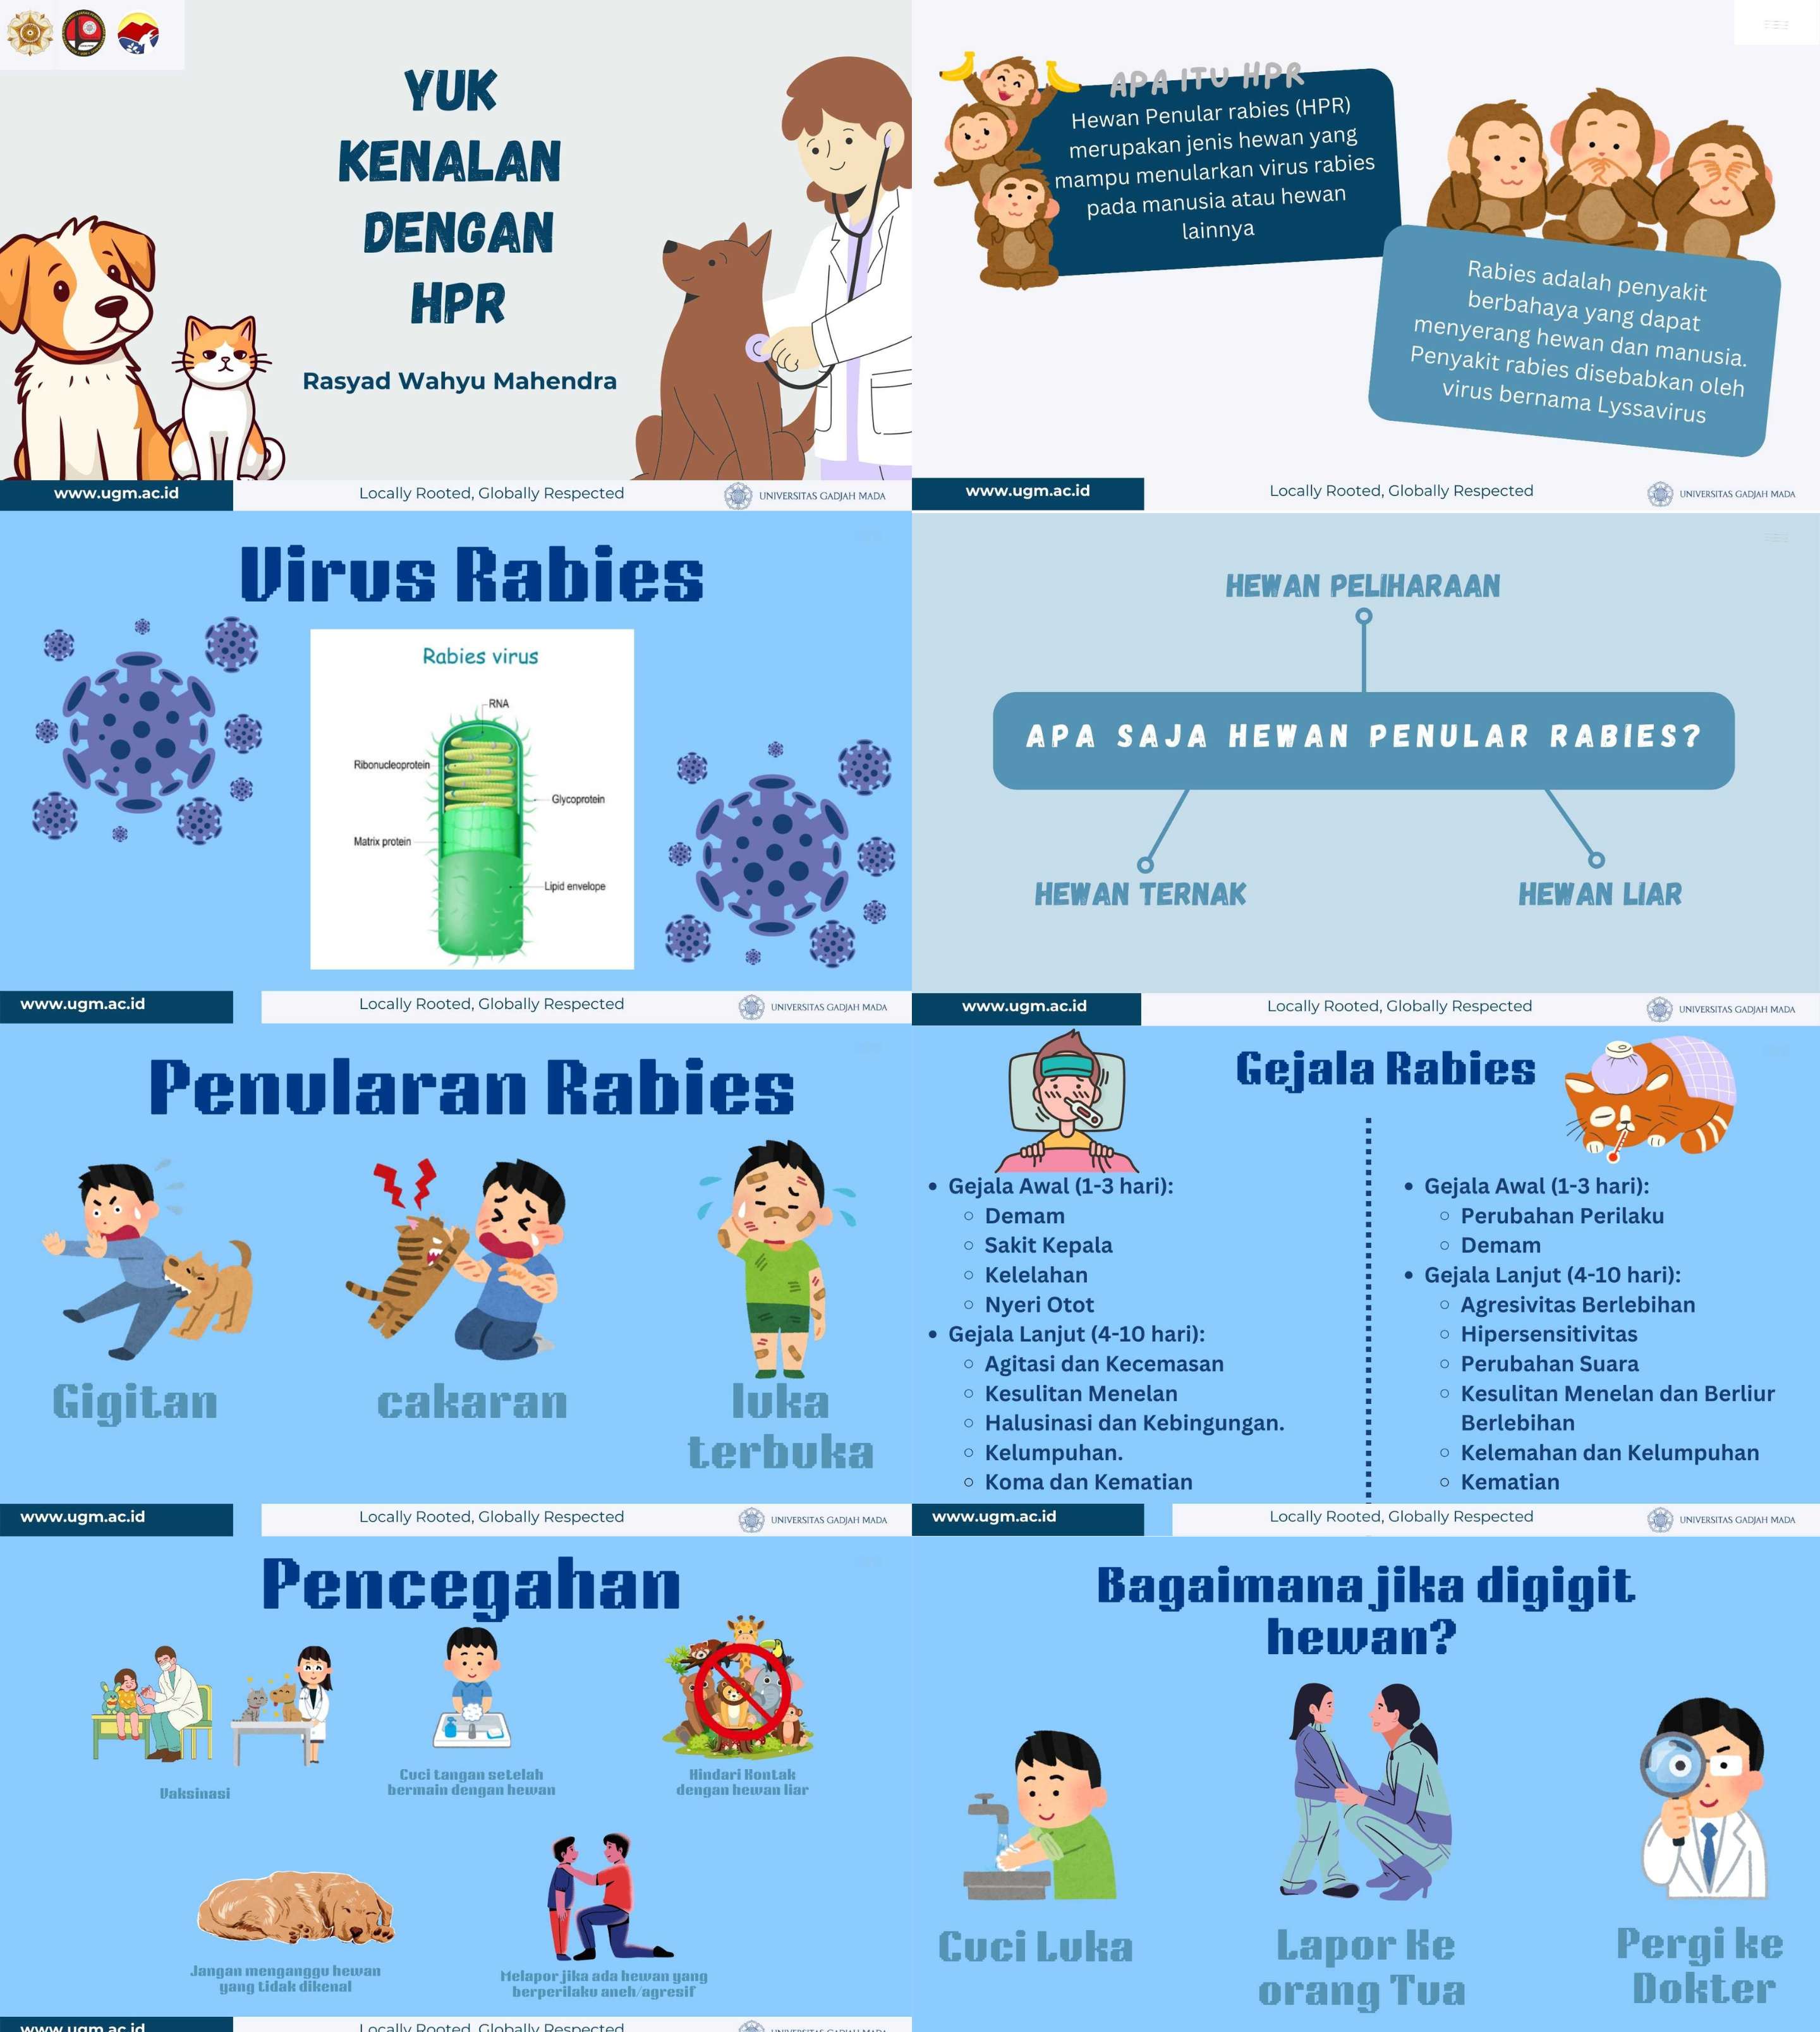 YUK
KENALAN
DENGAN
HPR
Rasyad Wahyu Mahendra
www.ugm.ac.id
Locally Rooted, Globally Respected
UNIVERSITAS GADJAH MADA
APA ITU HPR
Hewan Penular rabies (HPR)
merupakan jenis hewan yang
mampu menularkan virus rabies
pada manusia atau hewan
lainnya
Rabies adalah penyakit
berbahaya yang dapat
menyerang hewan dan manusia.
Penyakit rabies disebabkan oleh
virus bernama Lyssavirus
www.ugm.ac.id
Locally Rooted, Globally Respected
UNIVERSITAS GADJAH MADA
Virus Rabies
Rabies virus
RNA
Ribonucleoprotein
Glycoprotein
Matrix protein
Lipid envelope
www.ugm.ac.id
Locally Rooted, Globally Respected
UNIVERSITAS GADJAH MADA
HEWAN PELIHARAAN
APA SAJA HEWAN PENULAR RABIES?
HEWAN TERNAK
HEWAN LIAR
www.ugm.ac.id
Locally Rooted, Globally Respected
UNIVERSITAS GADJAH MADA
Penularan Rabies
Gigitan
cakaran
luka
terbuka
www.ugm.ac.id
Locally Rooted, Globally Respected
UNIVERSITAS GADJAH MADA
Gejala Rabies
• Gejala Awal (1-3 hari):
○ Demam
○ Sakit Kepala
○ Kelelahan
○ Nyeri Otot
• Gejala Lanjut (4-10 hari):
○ Agitasi dan Kecemasan
○ Kesulitan Menelan
○ Halusinasi dan Kebingungan.
○ Kelumpuhan.
○ Koma dan Kematian
• Gejala Awal (1-3 hari):
○ Perubahan Perilaku
○ Demam
• Gejala Lanjut (4-10 hari):
○ Agresivitas Berlebihan
○ Hipersensitivitas
○ Perubahan Suara
○ Kesulitan Menelan dan Berliur
Berlebihan
○ Kelemahan dan Kelumpuhan
○ Kematian
www.ugm.ac.id
Locally Rooted, Globally Respected
UNIVERSITAS GADJAH MADA
Pencegahan
Vaksinasi
Cuci tangan setelah
bermain dengan hewan
Hindari Kontak
dengan hewan liar
Jangan menganggu hewan
yang tidak dikenal
Melapor jika ada hewan yang
berperilaku aneh/agresif
www.ugm.ac.id
Locally Rooted, Globally Respected
UNIVERSITAS GADJAH MADA
Bagaimana jika digigit
hewan?
Cuci Luka
Lapor Ke
orang Tua
Pergi ke
Dokter